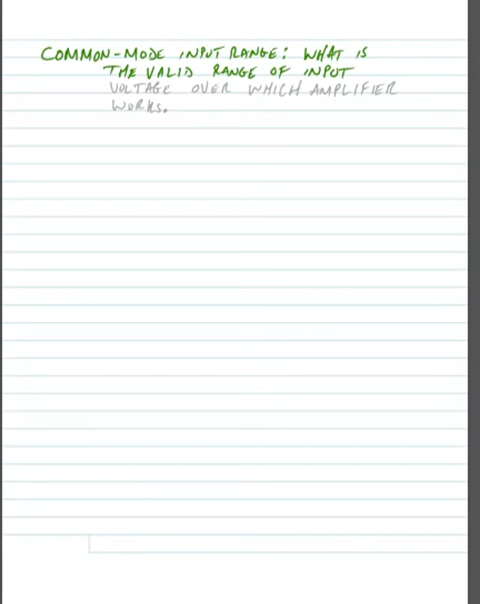 COMMON-MODE INPUT RANGE: WHAT IS
THE VALID RANGE OF INPUT
VOLTAGE OVER WHICH AMPLIFIER
WORKS.